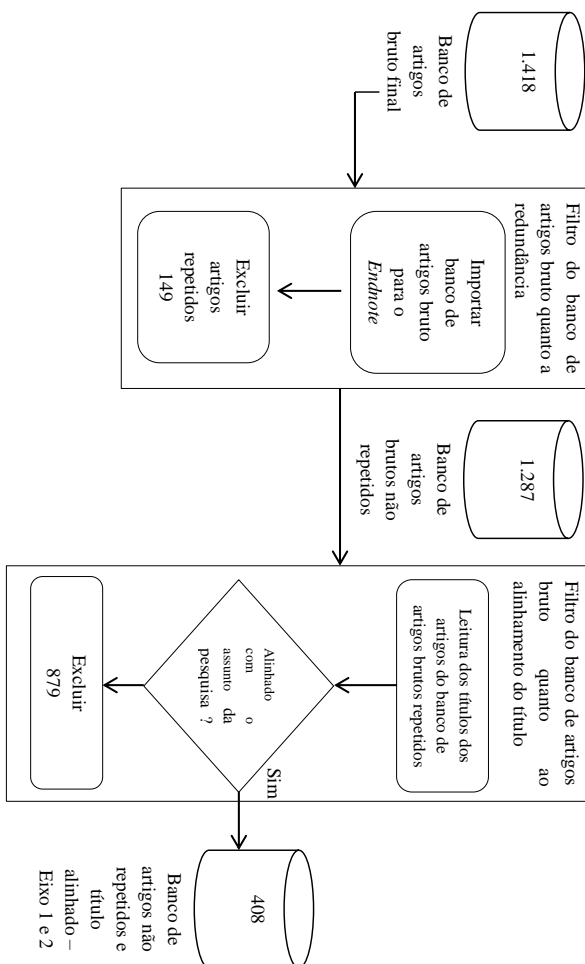 1.418
Banco de
artigos
bruto final
Filtro do banco de
artigos bruto quanto a
redundância
Importar
banco de
artigos bruto
para o
Endnote
Excluir
artigos
repetidos
149
1.287
Banco de
artigos
brutos não
repetidos
Filtro do banco de artigos
bruto quanto ao
alinhamento do título
Leitura dos títulos dos
artigos do banco de
artigos brutos repetidos
Alinhado
com o
assunto da
pesquisa ?
Sim
Excluir
879
408
Banco de
artigos não
repetidos e
título
alinhado –
Eixo 1 e 2